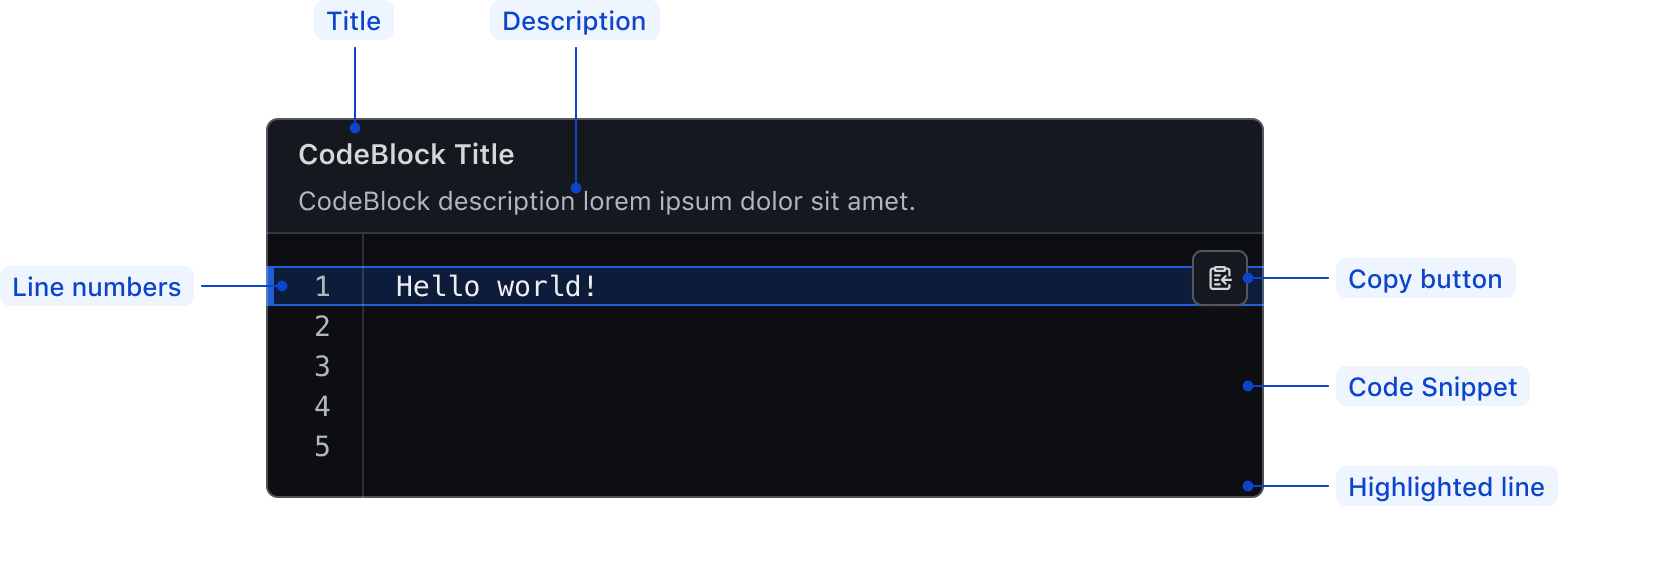 Title
Description
CodeBlock Title
CodeBlock description lorem ipsum dolor sit amet.
Line numbers
1 Hello world!
Copy button
2
3
Code Snippet
4
5
Highlighted line